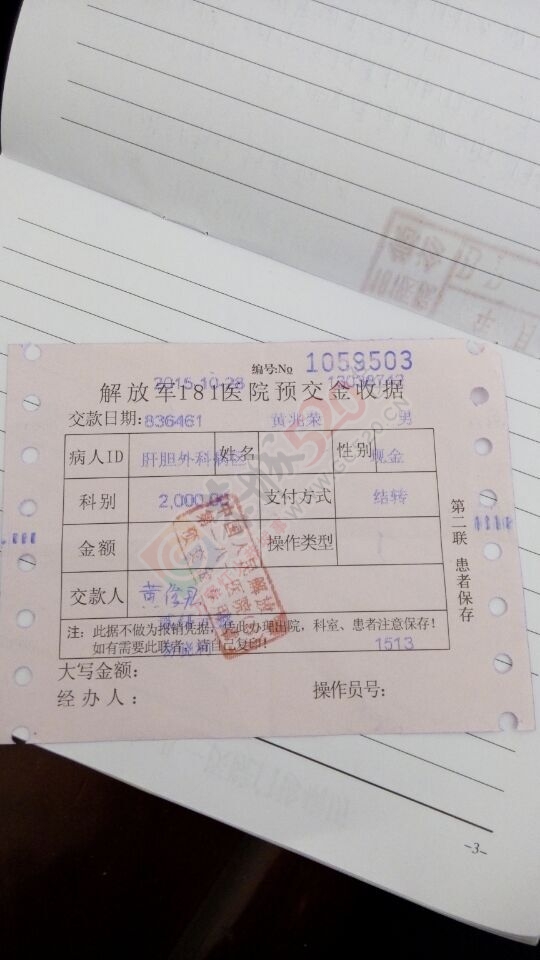 编号:No 1059503
2015-10-28
解放军181医院预交金收据
交款日期: 836461 黄兆荣 男
病人ID 肝胆外科病区 姓名 性别 现金
科别 2,000.00 支付方式 结转
金额 操作类型
交款人 黄俊君
注: 此据不做为报销凭据, 凭此办理出院, 科室、患者注意保存!
如有需要此联者, 请自己复印! 1513
大写金额:
经办人: 操作员号:
第二联 患者保存
-3-